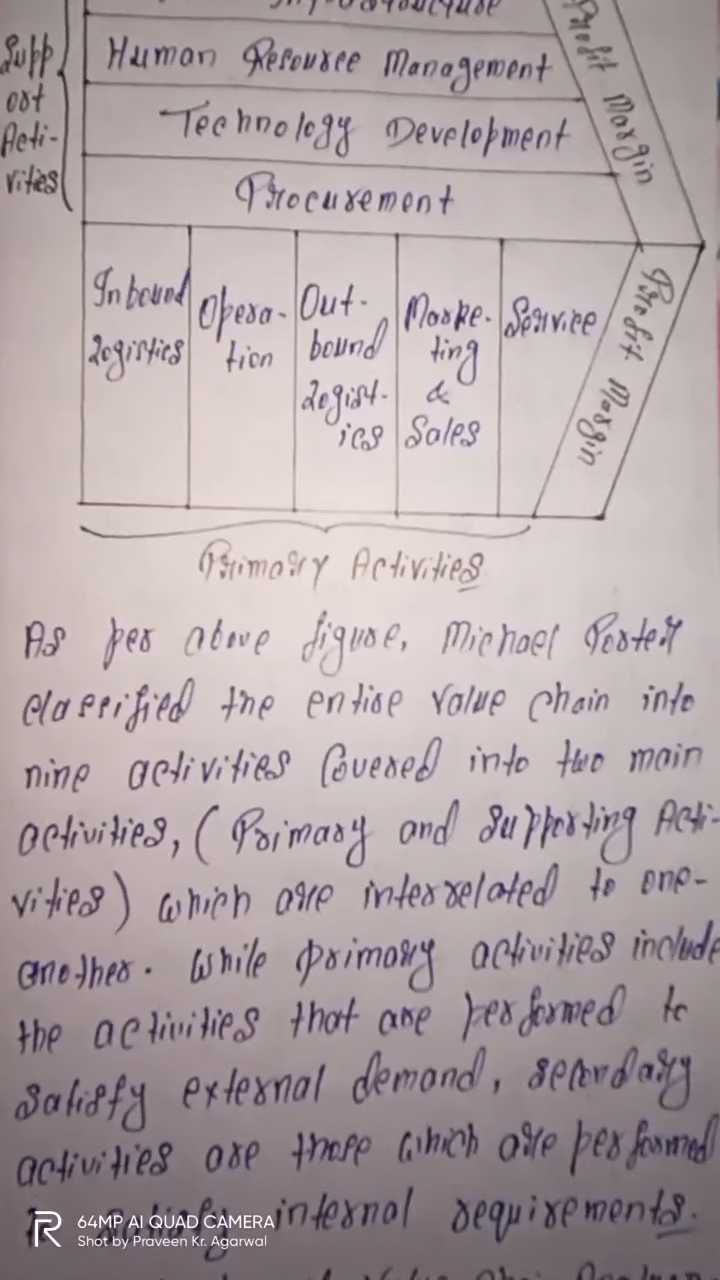 Human Resource Management
Technology Development
Procurement
Supp
ort
Acti-
vities
Profit Margin
Inbound
Logistics
Opera-
tion
Out-
bound
Logist-
ics
Marke-
ting
&
Sales
Service
Profit Margin
Primary Activities
As per above figure, Michael Porter
classified the entire value chain into
nine activities Covered into two main
activities, (Primary and Supporting Acti-
vities) which are interrelated to one-
another. While primary activities include
the activities that are performed to
satisfy external demand, secondary
activities are those which are performed
to satisfy internal requirements.
R
64MP AI QUAD CAMERA
Shot by Praveen Kr. Agarwal